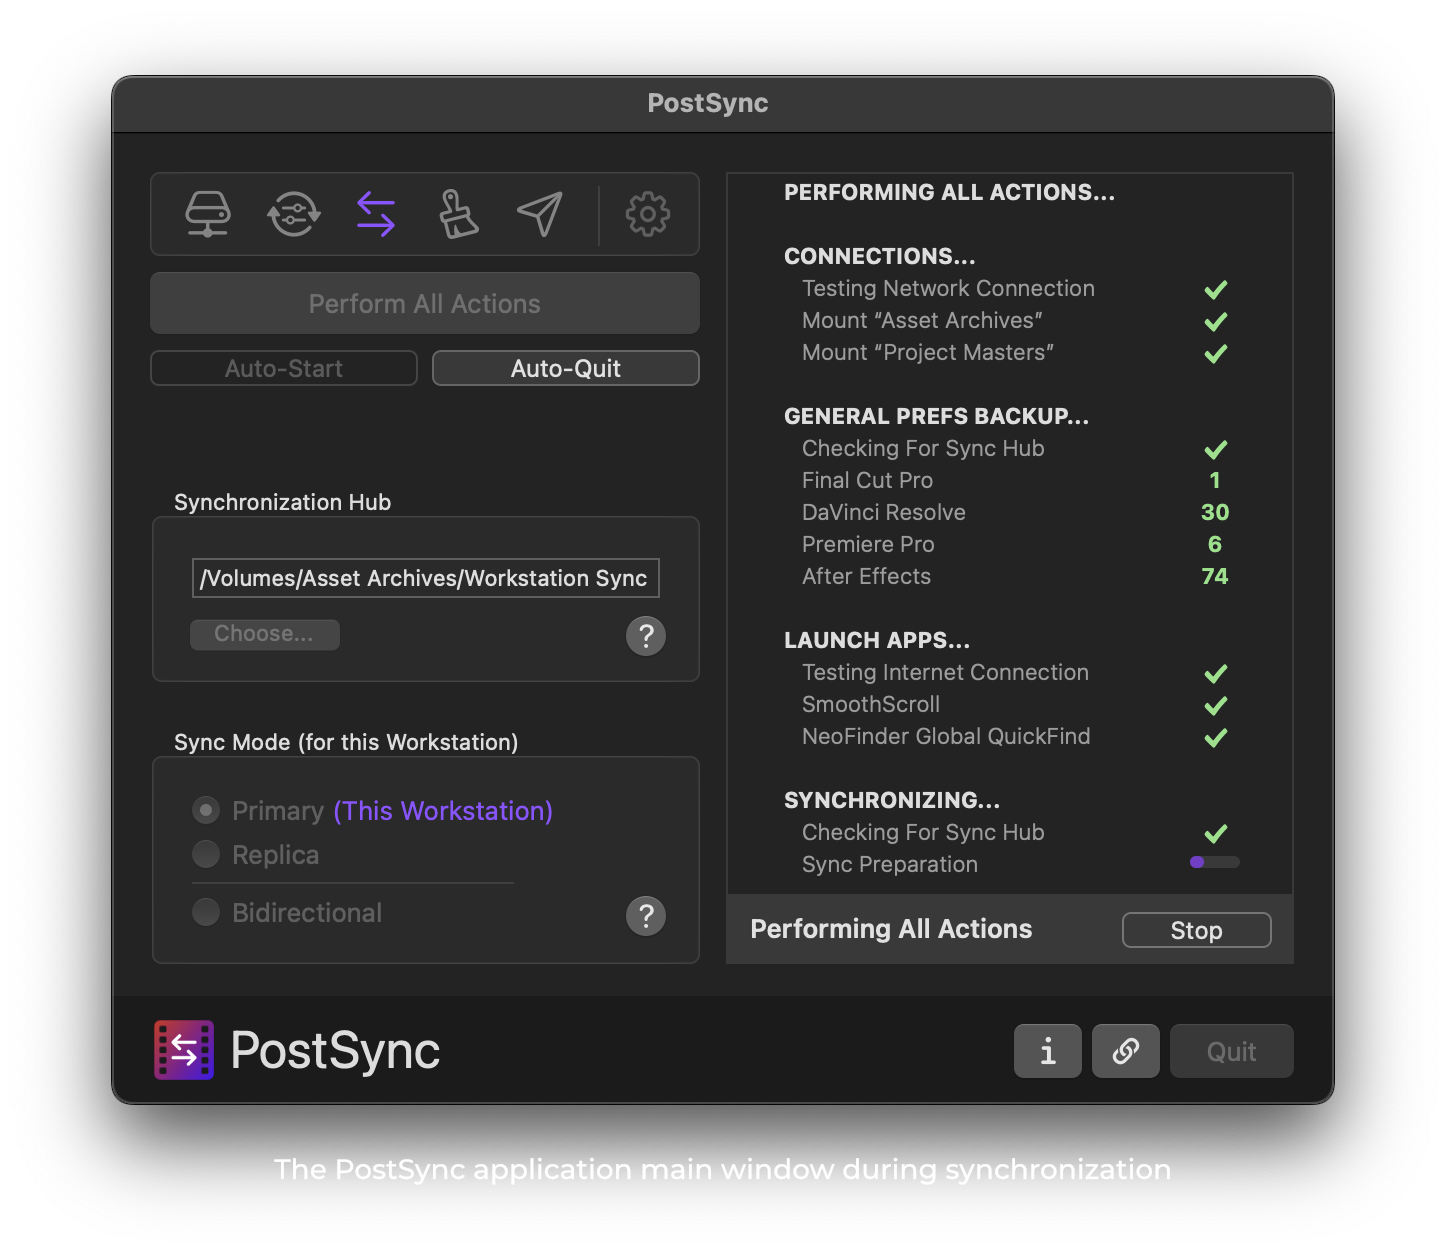 PostSync
Perform All Actions
Auto-Start
Auto-Quit
Synchronization Hub
/Volumes/Asset Archives/Workstation Sync
Choose...
?
Sync Mode (for this Workstation)
Primary (This Workstation)
Replica
Bidirectional
?
PERFORMING ALL ACTIONS...
CONNECTIONS...
Testing Network Connection
Mount “Asset Archives”
Mount “Project Masters”
GENERAL PREFS BACKUP...
Checking For Sync Hub
Final Cut Pro 1
DaVinci Resolve 30
Premiere Pro 6
After Effects 74
LAUNCH APPS...
Testing Internet Connection
SmoothScroll
NeoFinder Global QuickFind
SYNCHRONIZING...
Checking For Sync Hub
Sync Preparation
Performing All Actions
Stop
PostSync
i
Quit
The PostSync application main window during synchronization